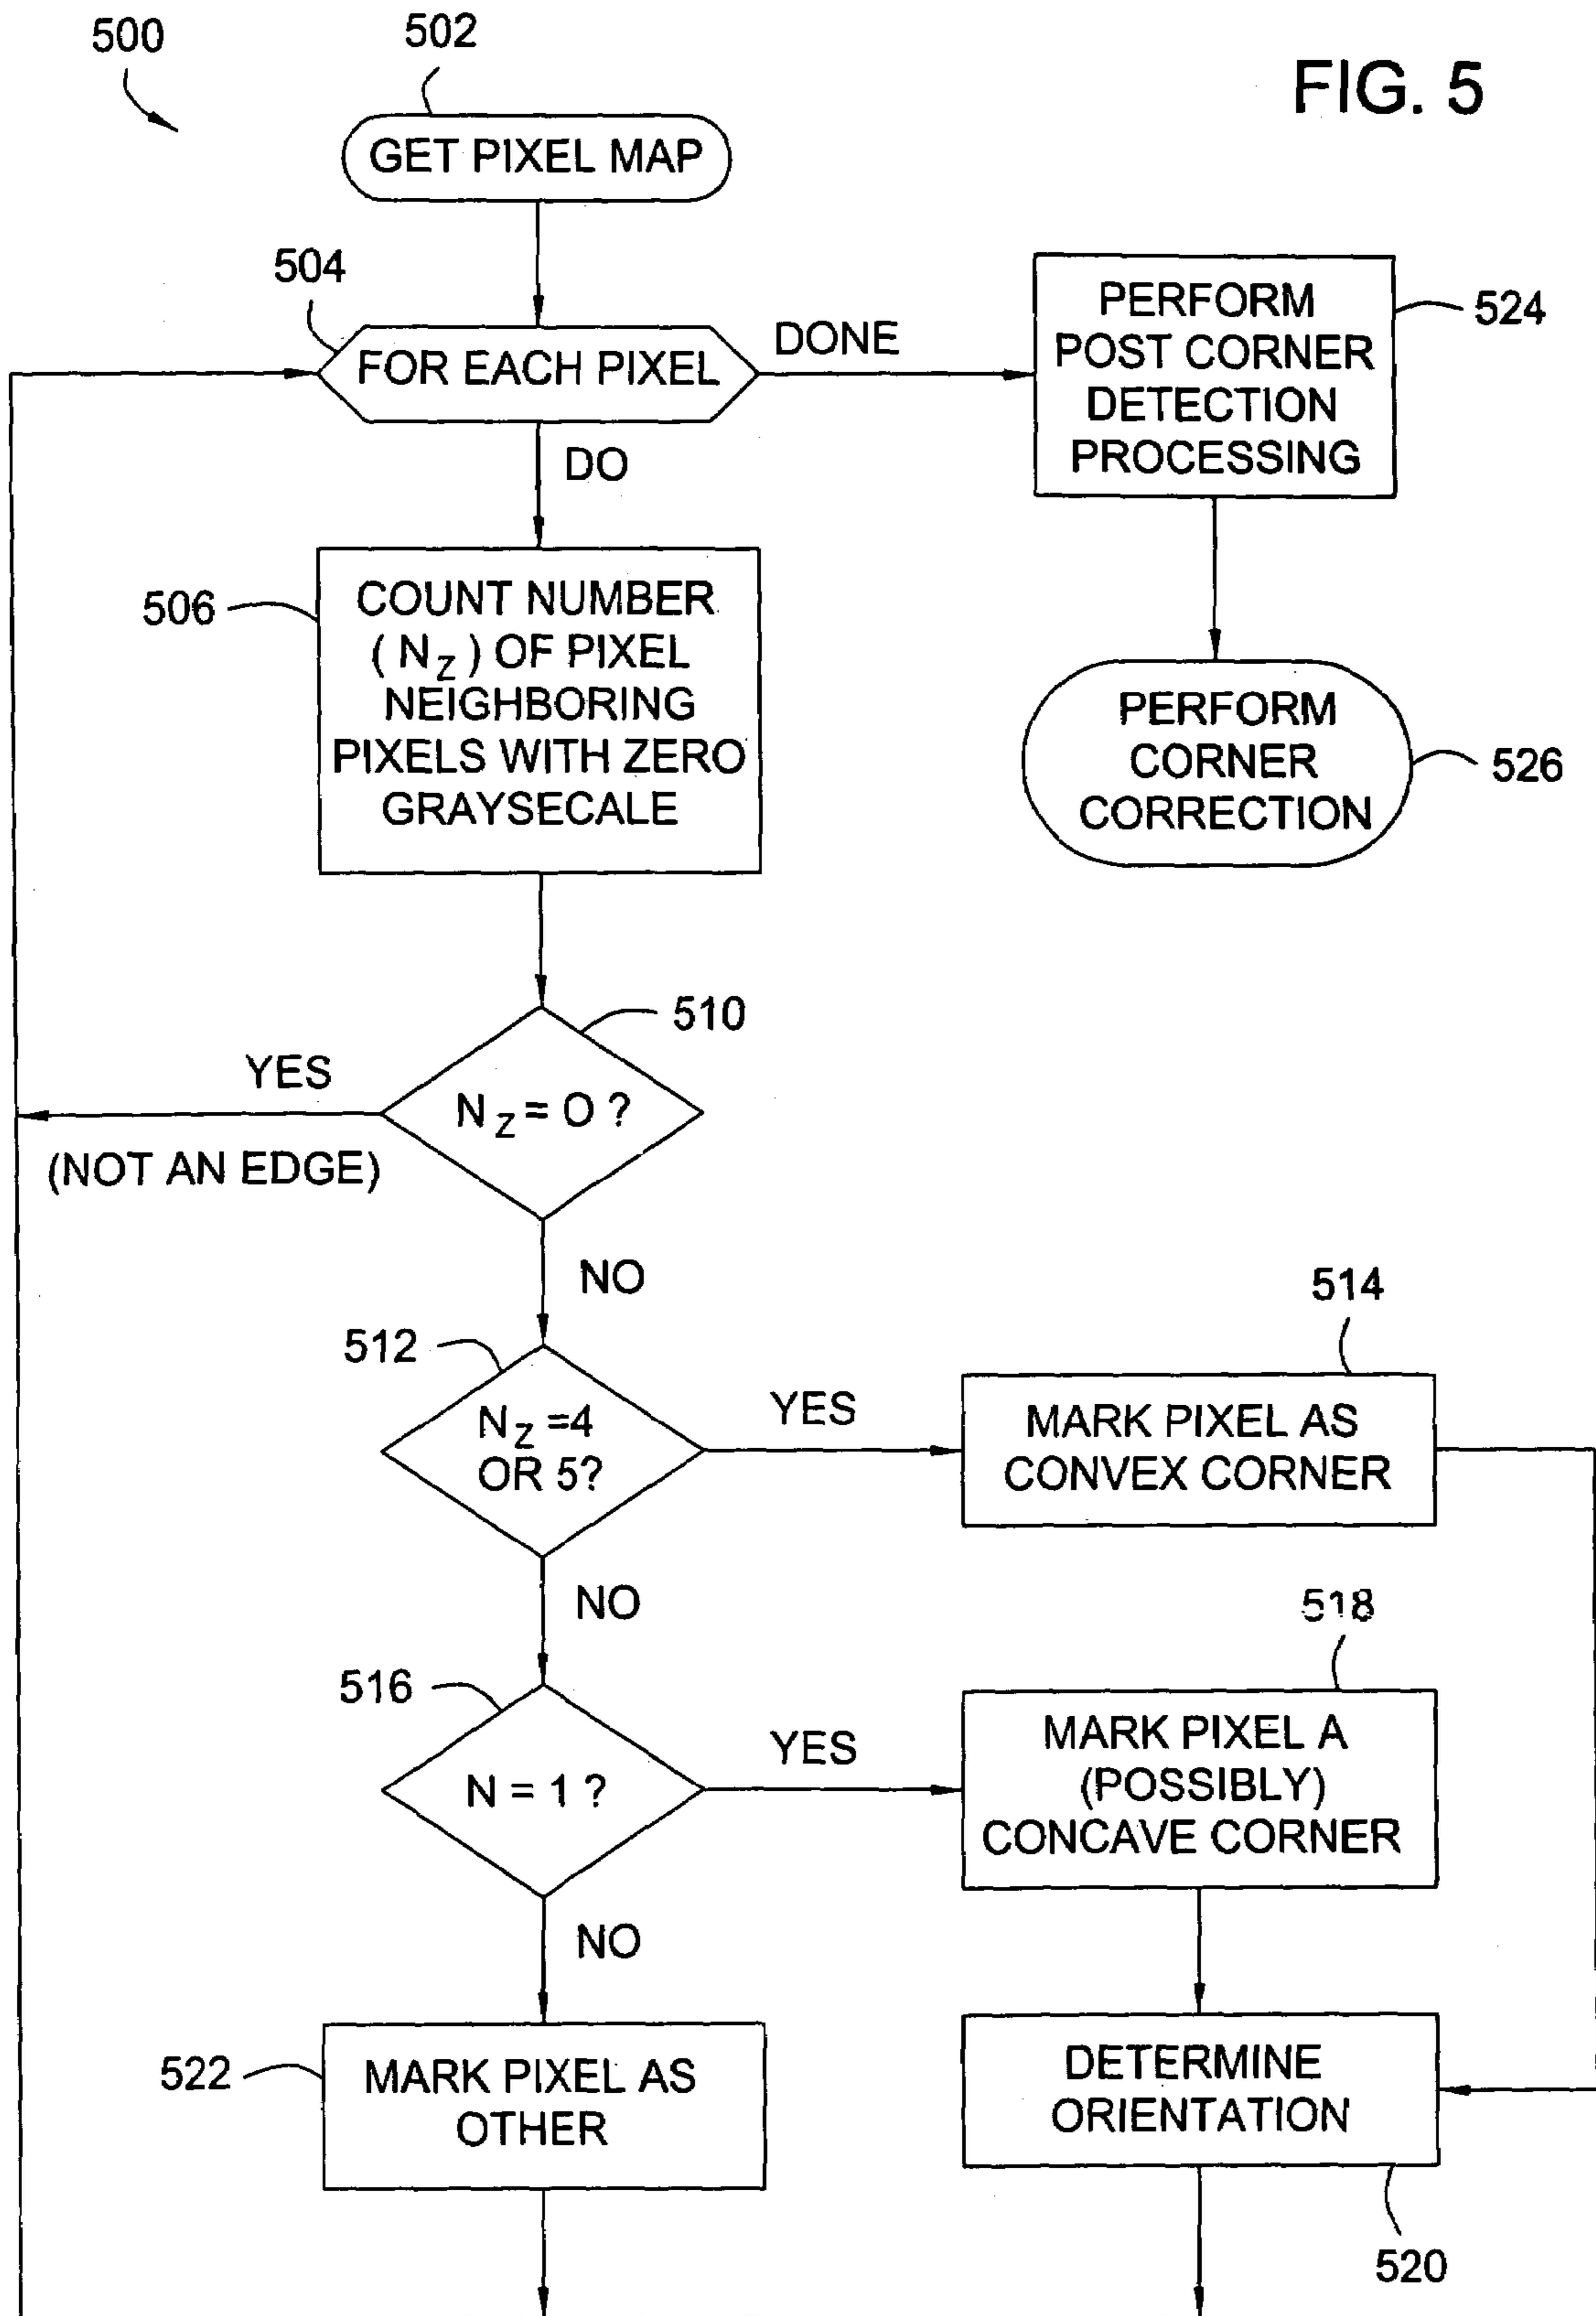 500
502
FIG. 5
GET PIXEL MAP
504
FOR EACH PIXEL
DONE
PERFORM
POST CORNER
DETECTION
PROCESSING
524
DO
506
COUNT NUMBER
( N_Z ) OF PIXEL
NEIGHBORING
PIXELS WITH ZERO
GRAYSECALE
PERFORM
CORNER
CORRECTION
526
510
YES
N_Z = O ?
(NOT AN EDGE)
NO
512
N_Z =4
OR 5?
YES
514
MARK PIXEL AS
CONVEX CORNER
NO
516
N = 1 ?
YES
518
MARK PIXEL A
(POSSIBLY)
CONCAVE CORNER
NO
522
MARK PIXEL AS
OTHER
DETERMINE
ORIENTATION
520